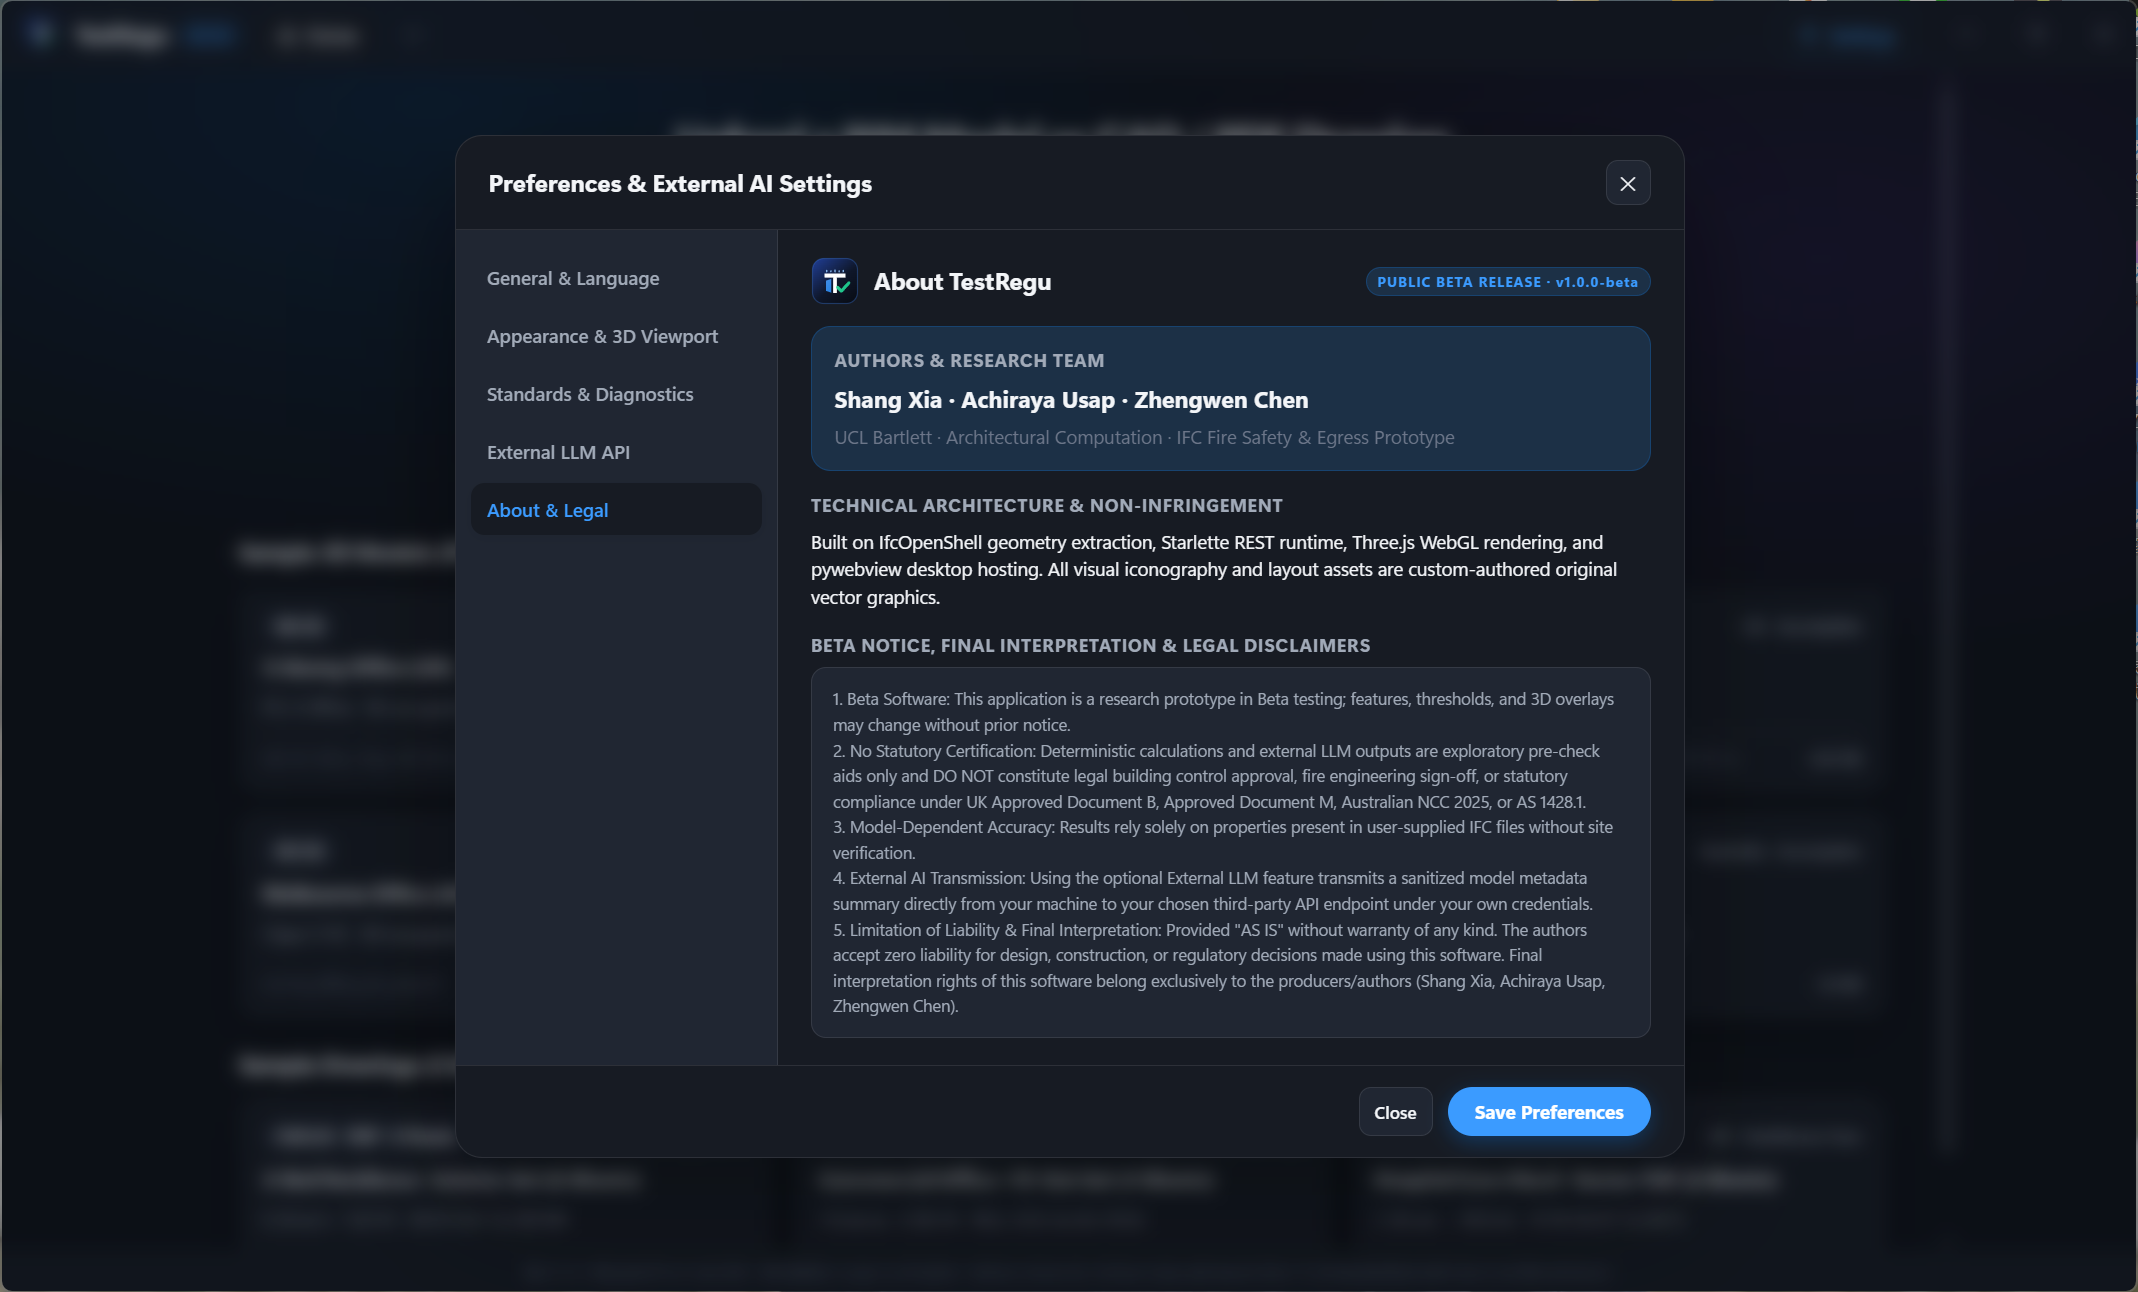 Preferences & External AI Settings
General & Language
Appearance & 3D Viewport
Standards & Diagnostics
External LLM API
About & Legal
About TestRegu
PUBLIC BETA RELEASE · v1.0.0-beta
AUTHORS & RESEARCH TEAM
Shang Xia · Achiraya Usap · Zhengwen Chen
UCL Bartlett · Architectural Computation · IFC Fire Safety & Egress Prototype
TECHNICAL ARCHITECTURE & NON-INFRINGEMENT
Built on IfcOpenShell geometry extraction, Starlette REST runtime, Three.js WebGL rendering, and
pywebview desktop hosting. All visual iconography and layout assets are custom-authored original
vector graphics.
BETA NOTICE, FINAL INTERPRETATION & LEGAL DISCLAIMERS
1. Beta Software: This application is a research prototype in Beta testing; features, thresholds, and 3D overlays
may change without prior notice.
2. No Statutory Certification: Deterministic calculations and external LLM outputs are exploratory pre-check
aids only and DO NOT constitute legal building control approval, fire engineering sign-off, or statutory
compliance under UK Approved Document B, Approved Document M, Australian NCC 2025, or AS 1428.1.
3. Model-Dependent Accuracy: Results rely solely on properties present in user-supplied IFC files without site
verification.
4. External AI Transmission: Using the optional External LLM feature transmits a sanitized model metadata
summary directly from your machine to your chosen third-party API endpoint under your own credentials.
5. Limitation of Liability & Final Interpretation: Provided "AS IS" without warranty of any kind. The authors
accept zero liability for design, construction, or regulatory decisions made using this software. Final
interpretation rights of this software belong exclusively to the producers/authors (Shang Xia, Achiraya Usap,
Zhengwen Chen).
Close
Save Preferences